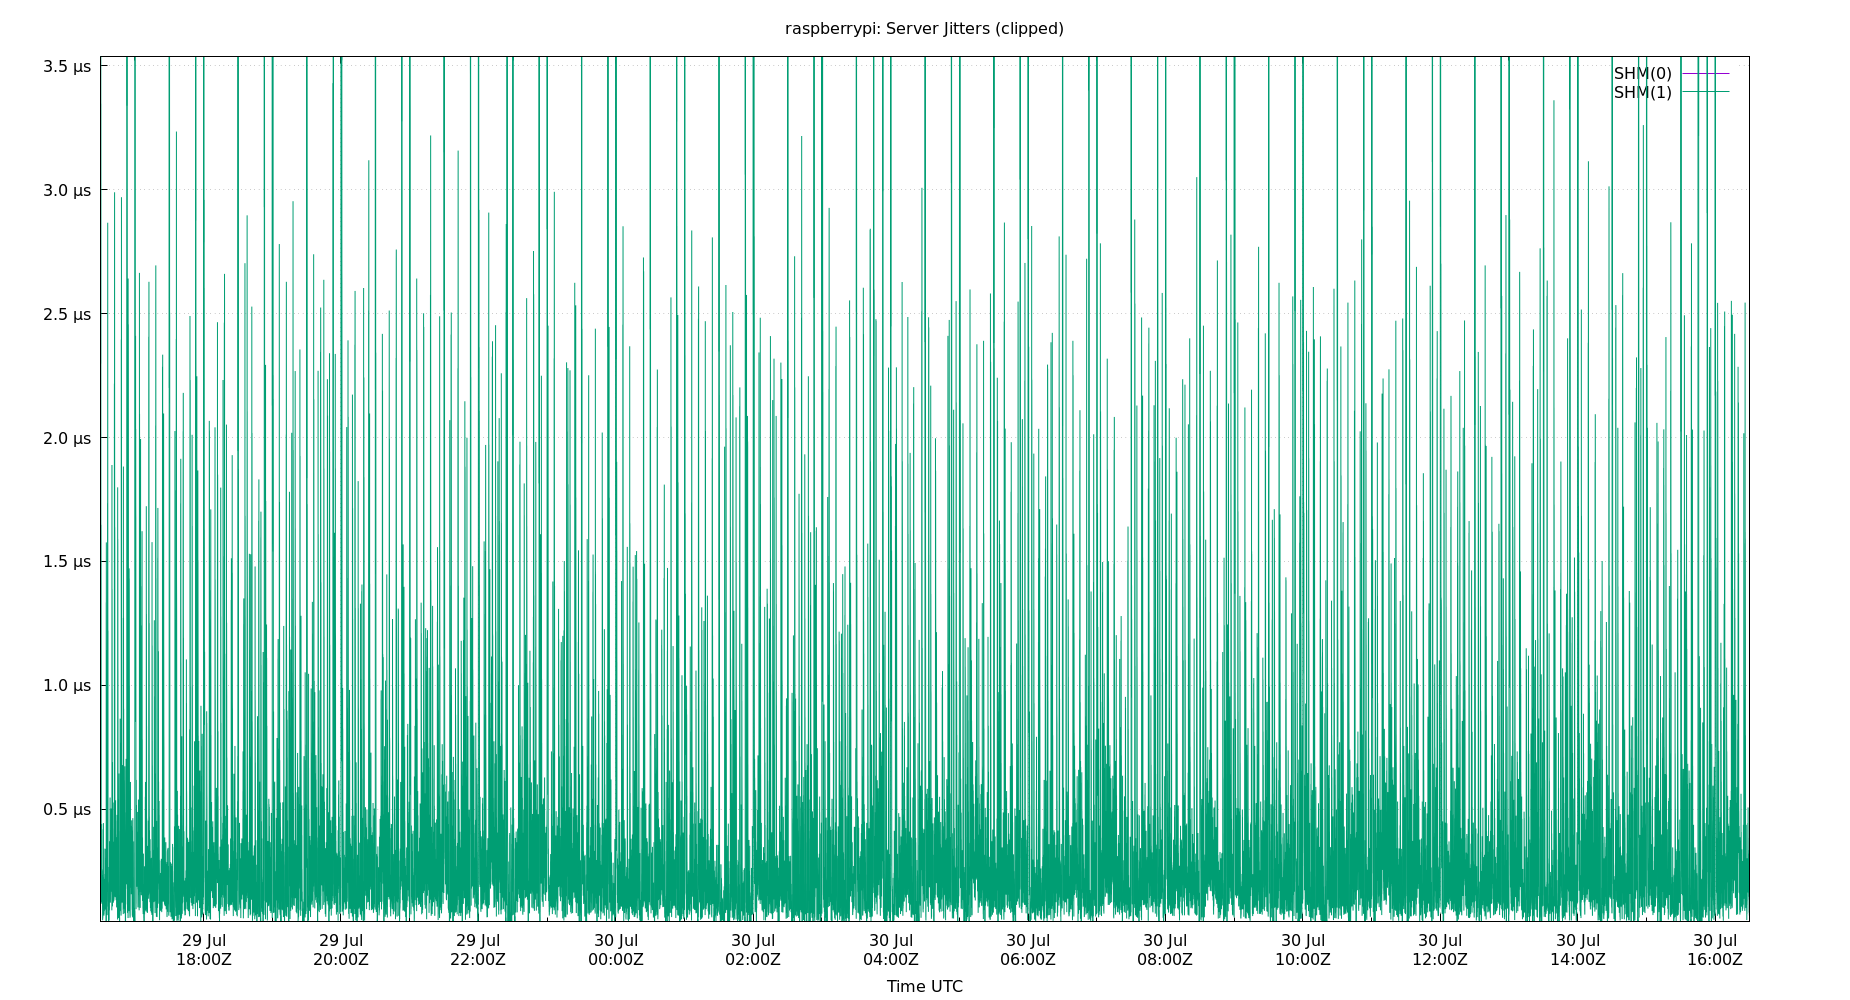 raspberrypi: Server Jitters (clipped)
SHM(0)
SHM(1)
3.5 µs
3.0 µs
2.5 µs
2.0 µs
1.5 µs
1.0 µs
0.5 µs
29 Jul 29 Jul 29 Jul 30 Jul 30 Jul 30 Jul 30 Jul 30 Jul 30 Jul 30 Jul 30 Jul 30 Jul
18:00Z 20:00Z 22:00Z 00:00Z 02:00Z 04:00Z 06:00Z 08:00Z 10:00Z 12:00Z 14:00Z 16:00Z
Time UTC